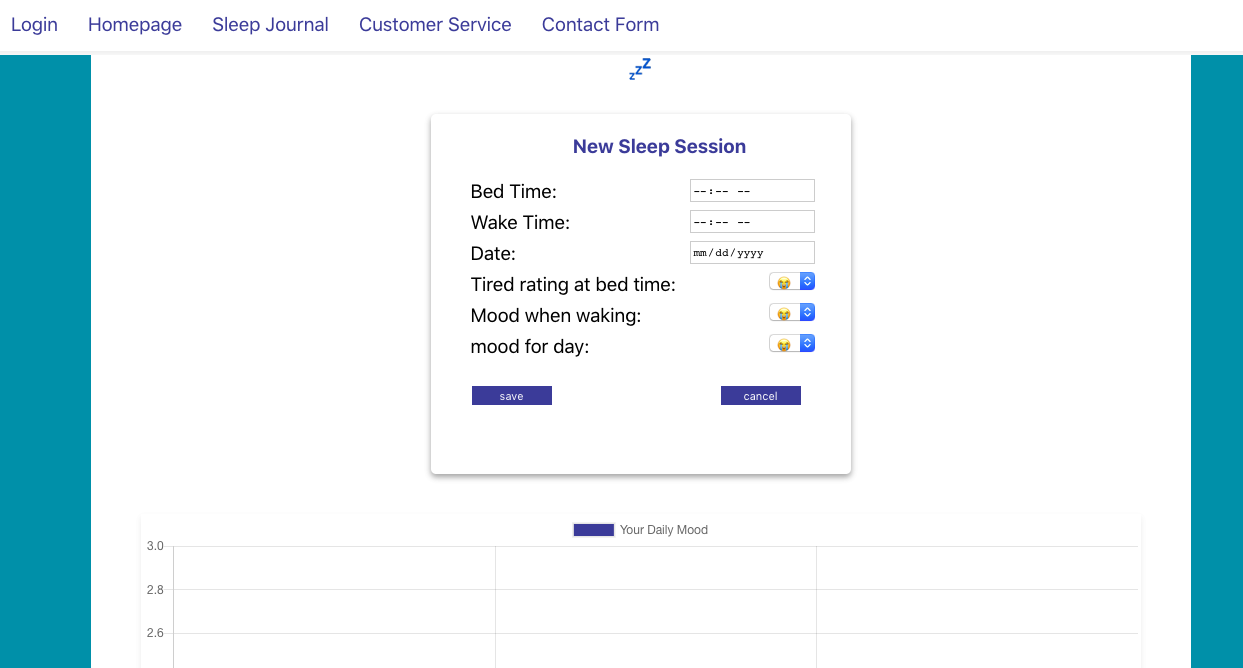 Login Homepage Sleep Journal Customer Service Contact Form
zzZ
New Sleep Session
Bed Time: --:-- --
Wake Time: --:-- --
Date: mm/dd/yyyy
Tired rating at bed time: 😭
Mood when waking: 😭
mood for day: 😭
save cancel
Your Daily Mood
3.0
2.8
2.6